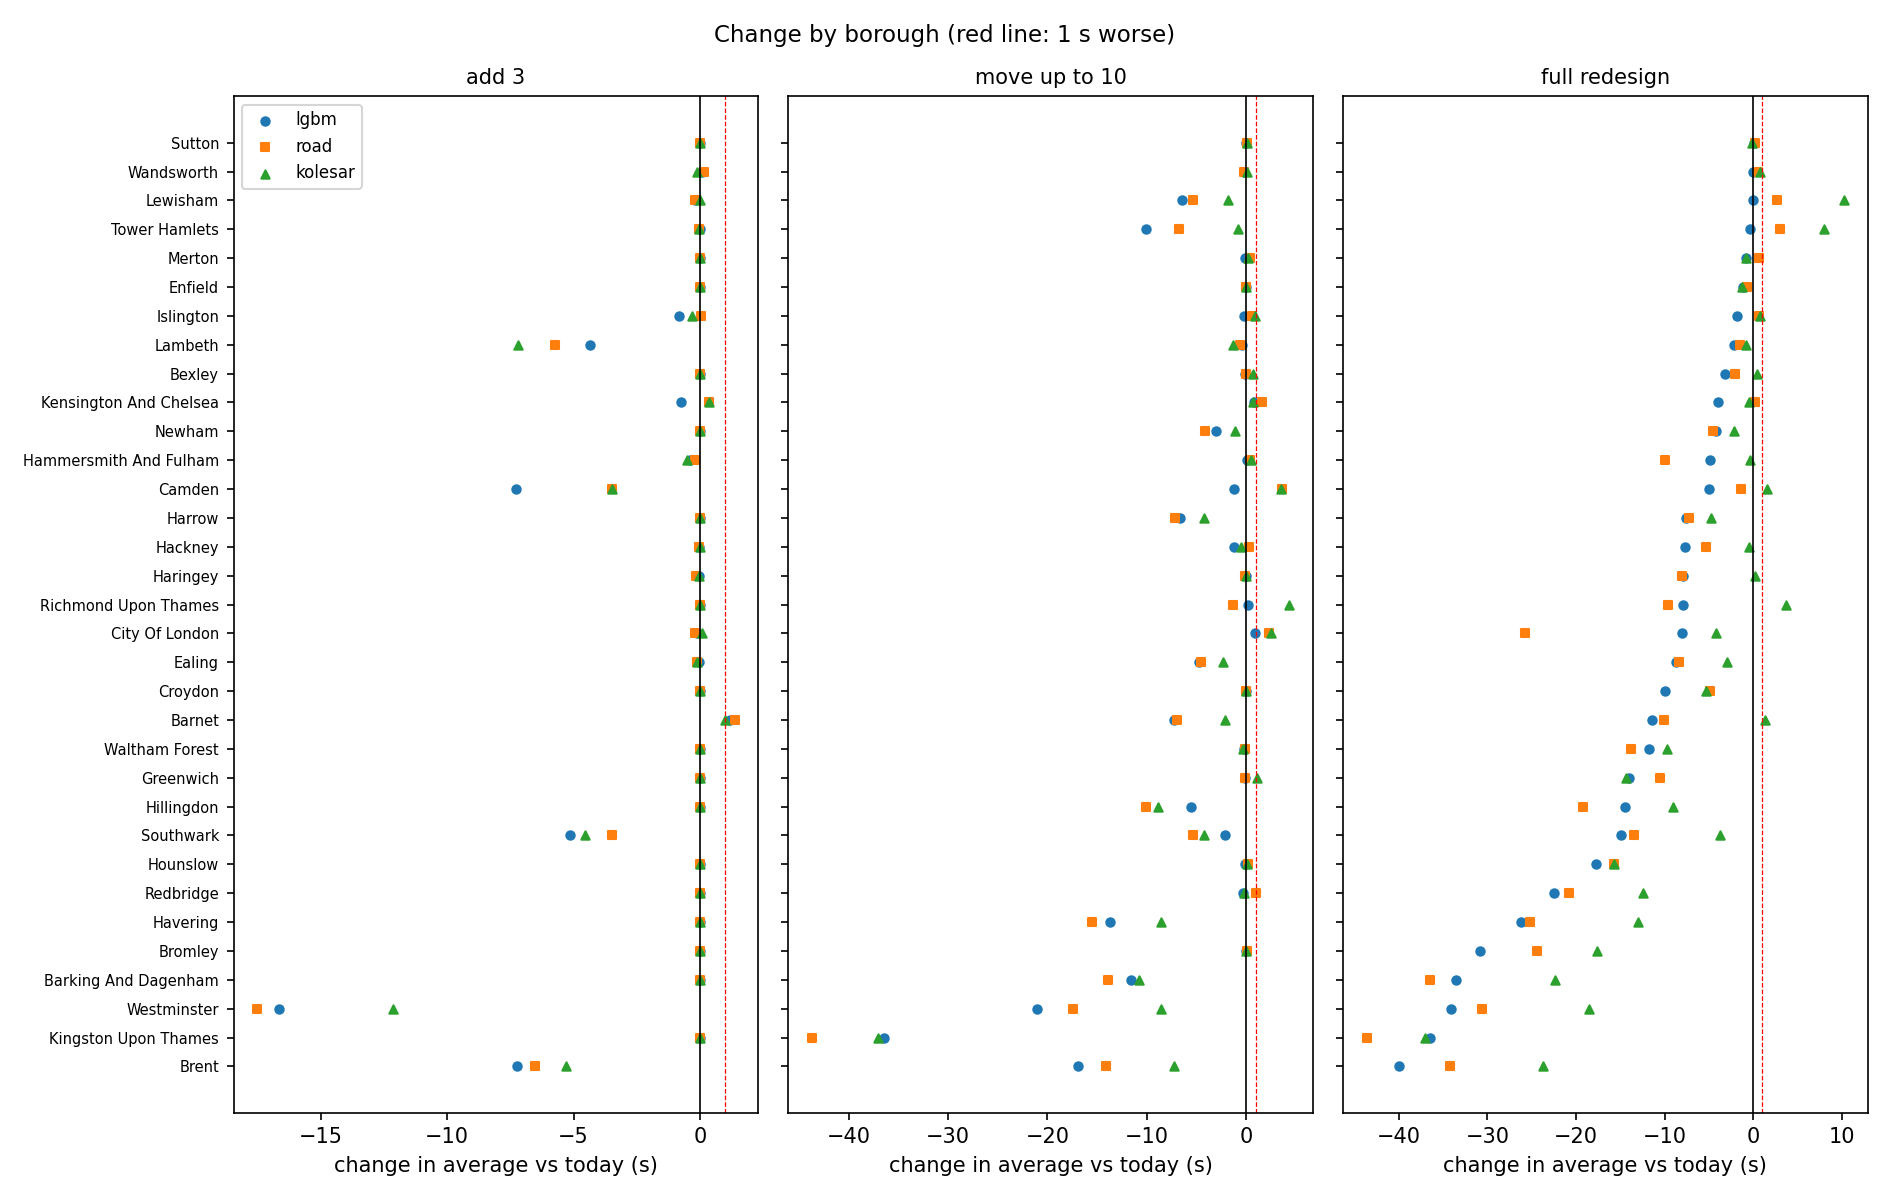 Change by borough (red line: 1 s worse)
add 3
move up to 10
full redesign
lgbm
road
kolesar
Sutton
Wandsworth
Lewisham
Tower Hamlets
Merton
Enfield
Islington
Lambeth
Bexley
Kensington And Chelsea
Newham
Hammersmith And Fulham
Camden
Harrow
Hackney
Haringey
Richmond Upon Thames
City Of London
Ealing
Croydon
Barnet
Waltham Forest
Greenwich
Hillingdon
Southwark
Hounslow
Redbridge
Havering
Bromley
Barking And Dagenham
Westminster
Kingston Upon Thames
Brent
−15 −10 −5 0
−40 −30 −20 −10 0
−40 −30 −20 −10 0 10
change in average vs today (s)
change in average vs today (s)
change in average vs today (s)